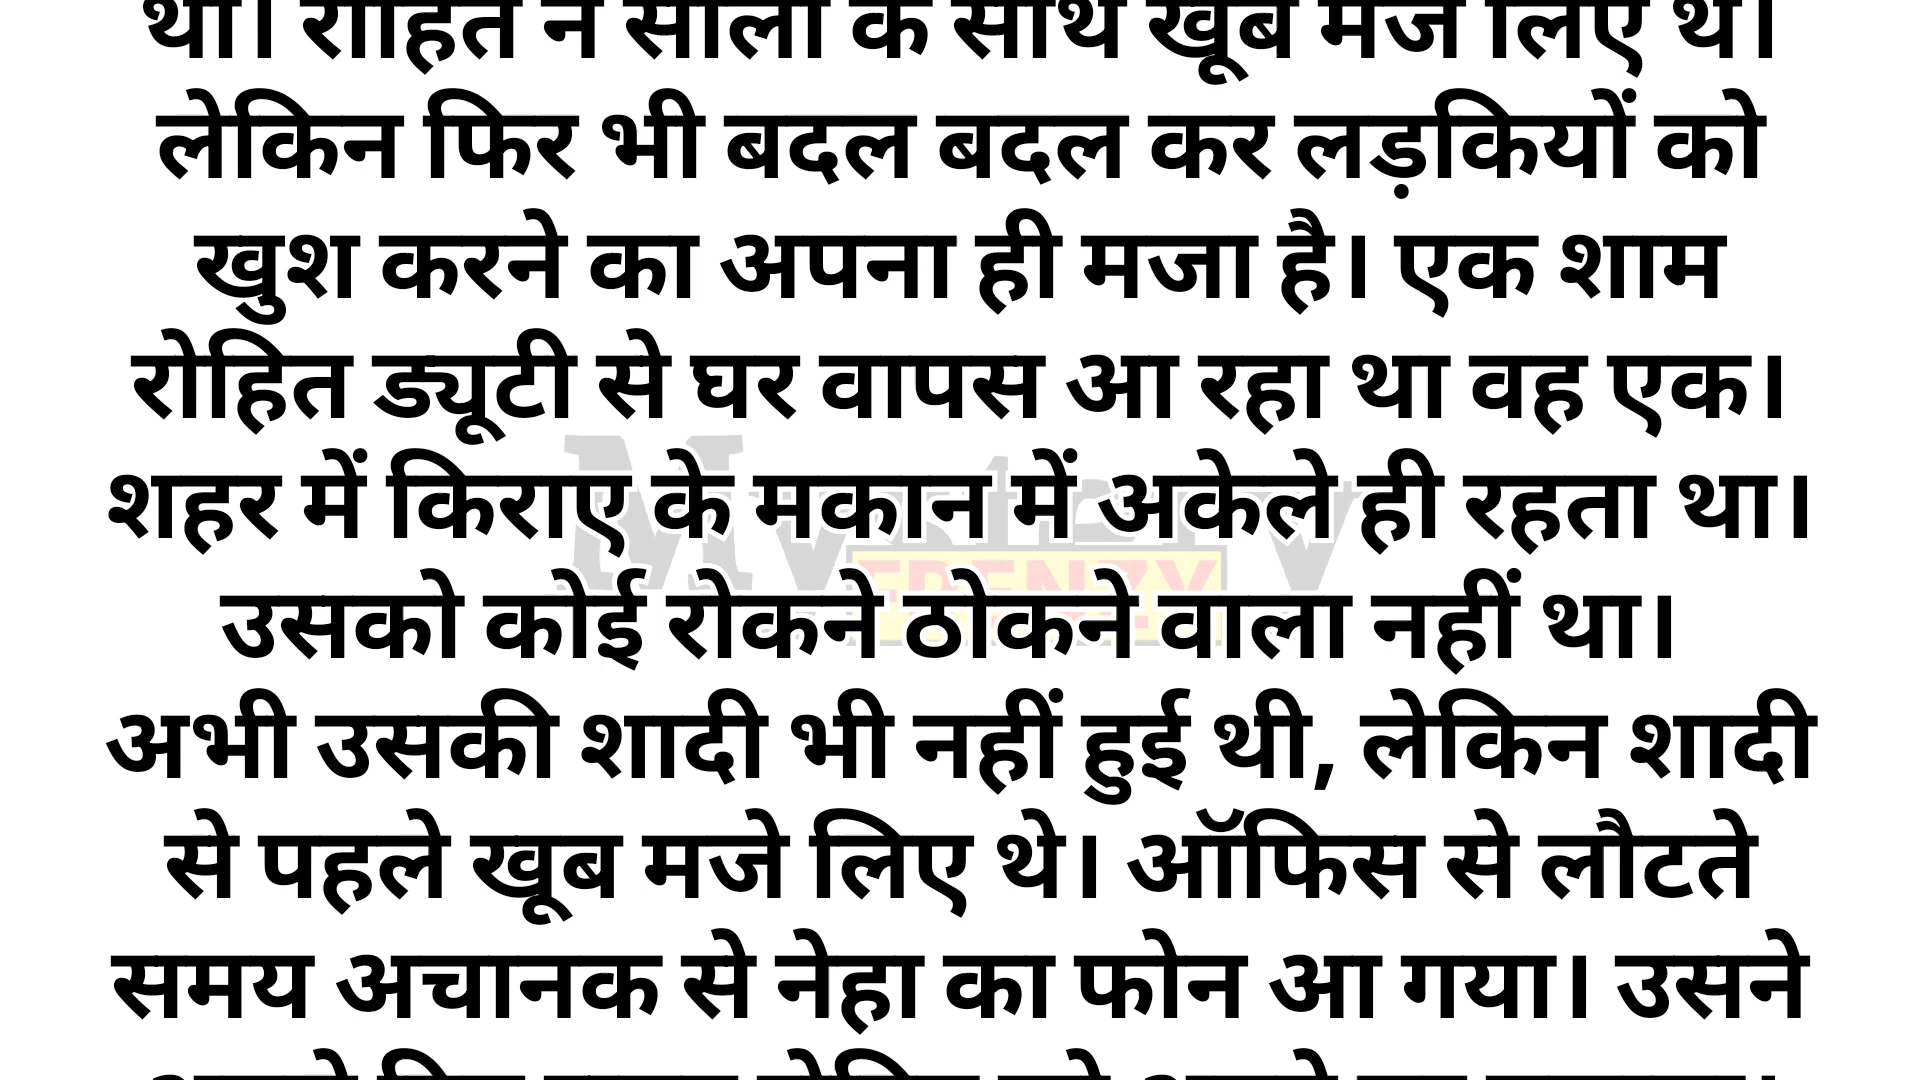 था। रोहित ने साली के साथ खूब मजे लिए थे।
लेकिन फिर भी बदल बदल कर लड़कियों को
खुश करने का अपना ही मजा है। एक शाम
रोहित ड्यूटी से घर वापस आ रहा था वह एक।
शहर में किराए के मकान में अकेले ही रहता था।
उसको कोई रोकने ठोकने वाला नहीं था।
अभी उसकी शादी भी नहीं हुई थी, लेकिन शादी
से पहले खूब मजे लिए थे। ऑफिस से लौटते
समय अचानक से नेहा का फोन आ गया। उसने